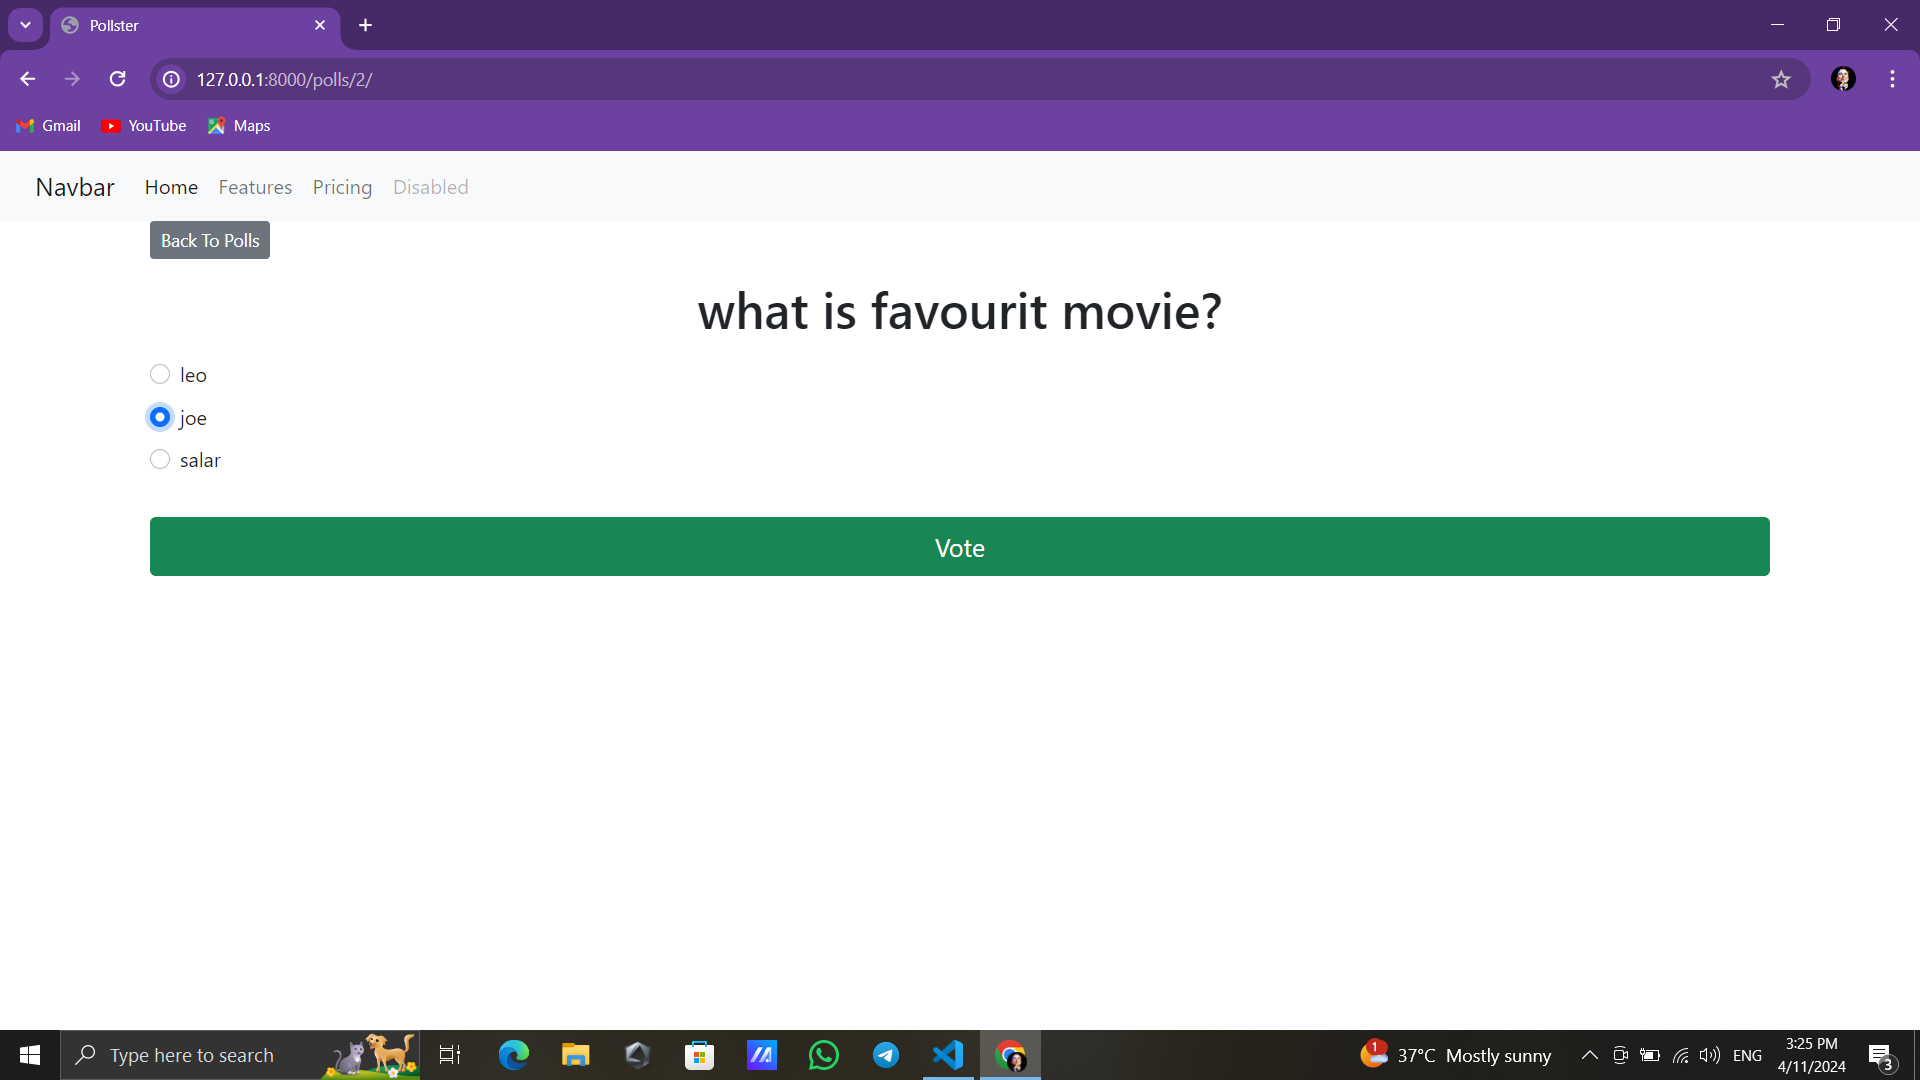 Pollster
127.0.0.1:8000/polls/2/
Gmail YouTube Maps
Navbar Home Features Pricing Disabled
Back To Polls
what is favourit movie?
leo
joe
salar
Vote
Type here to search
1
37°C Mostly sunny
ENG
3:25 PM
4/11/2024
3